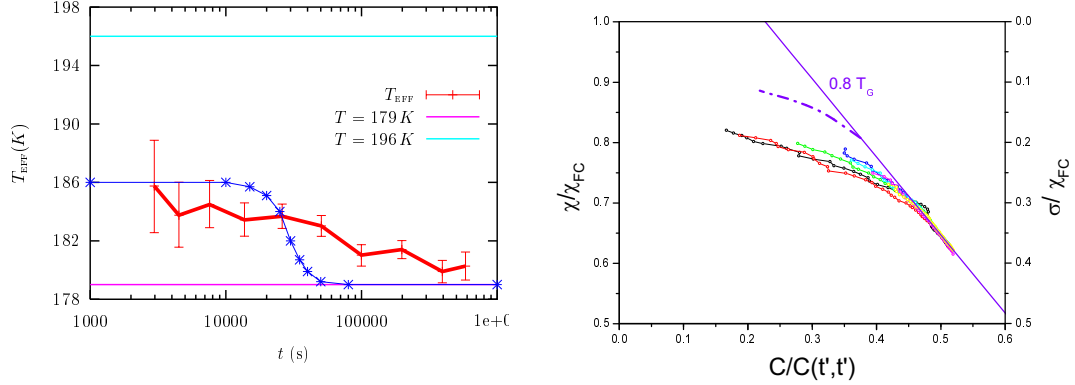 198
194
190
186
182
178
T_EFF(K)
T_EFF
T = 179 K
T = 196 K
1000
10000
100000
1e+0
t (s)
1.0
0.9
0.8
0.7
0.6
0.5
χ/χ_FC
0.8 T_G
0.0
0.1
0.2
0.3
0.4
0.5
σ/ χ_FC
0.0
0.1
0.2
0.3
0.4
0.5
0.6
C/C(t',t')